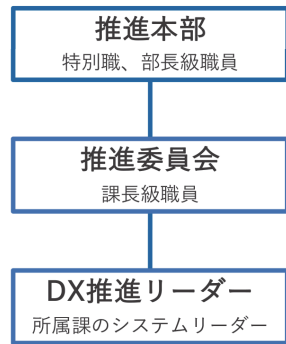 推進本部
特別職、部長級職員
推進委員会
課長級職員
DX推進リーダー
所属課のシステムリーダー